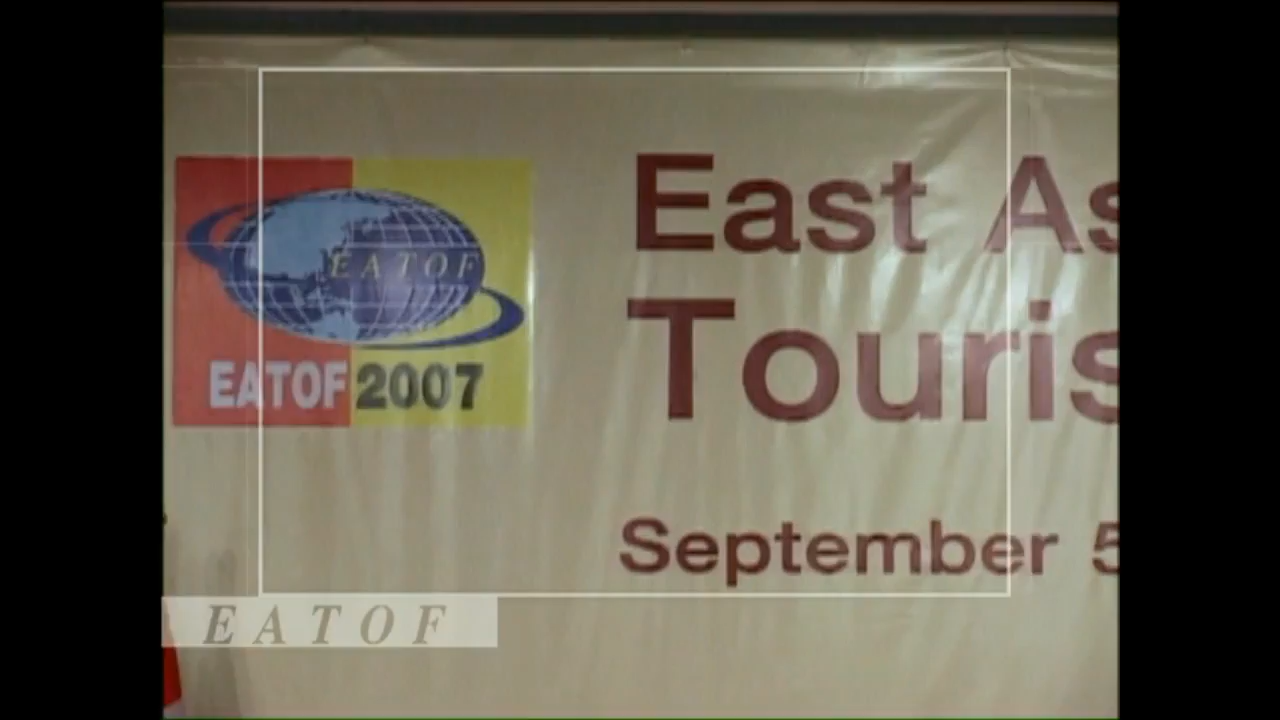 East As
EATOF
Touris
EATOF 2007
September 5
EATOF